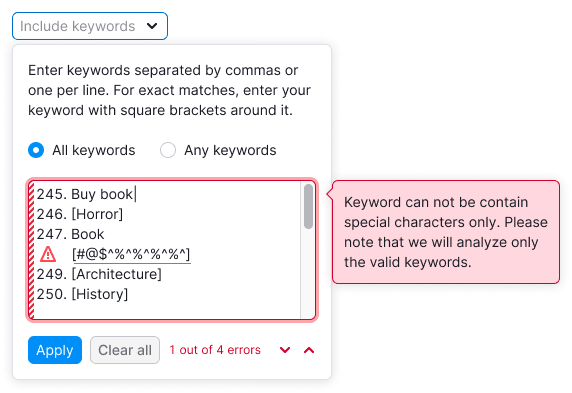 Include keywords
Enter keywords separated by commas or
one per line. For exact matches, enter your
keyword with square brackets around it.
All keywords
Any keywords
245. Buy book
246. [Horror]
247. Book
[#@$^%^%^%^%^]
249. [Architecture]
250. [History]
Keyword can not be contain
special characters only. Please
note that we will analyze only
the valid keywords.
Apply
Clear all
1 out of 4 errors